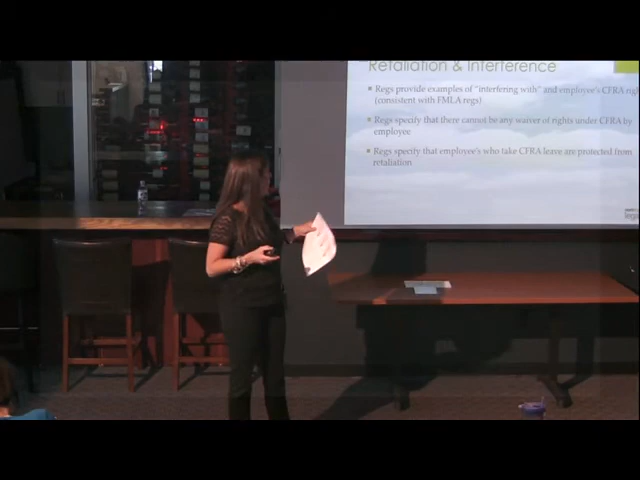 Retaliation & Interference
Regs provide examples of "interfering with" and employee's CFRA
(consistent with FMLA regs)
Regs specify that there cannot be any waiver of rights under CFRA by
employee
Regs specify that employee's who take CFRA leave are protected from
retaliation
lega